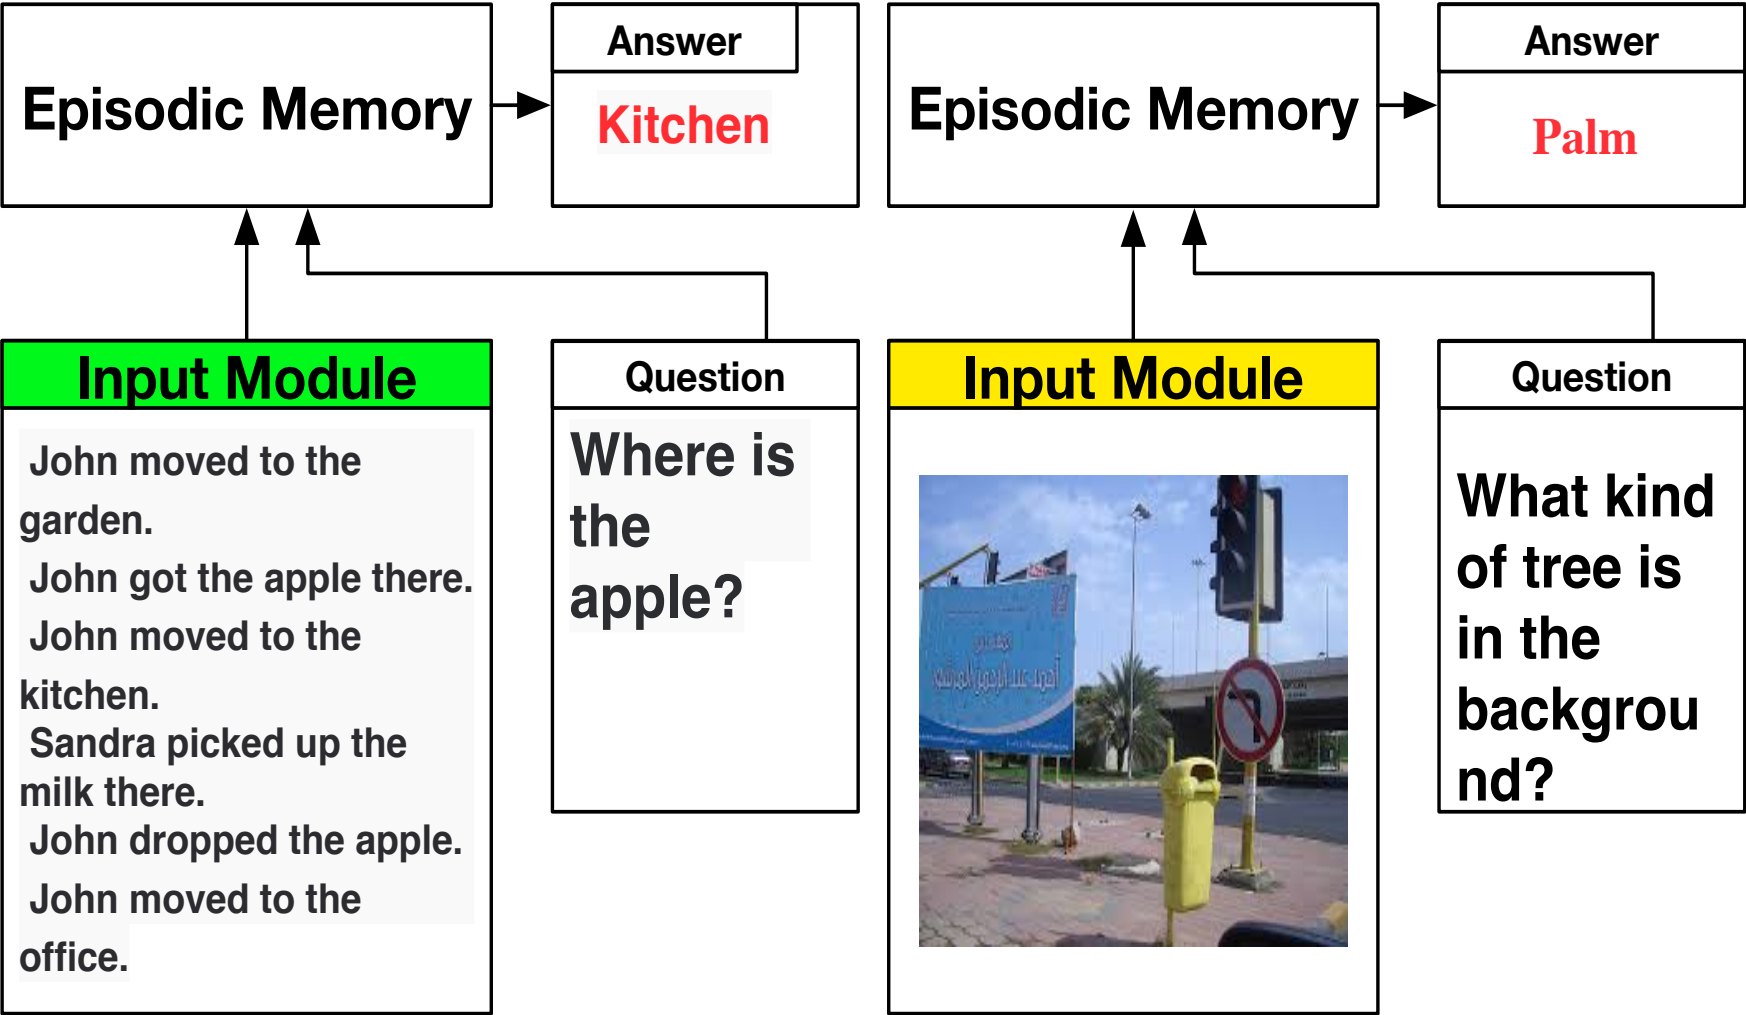 Episodic Memory
Answer
Kitchen
Input Module
John moved to the
garden.
John got the apple there.
John moved to the
kitchen.
Sandra picked up the
milk there.
John dropped the apple.
John moved to the
office.
Question
Where is
the
apple?
Episodic Memory
Answer
Palm
Input Module
أحمد عبد الرحمن
Question
What kind
of tree is
in the
backgrou
nd?